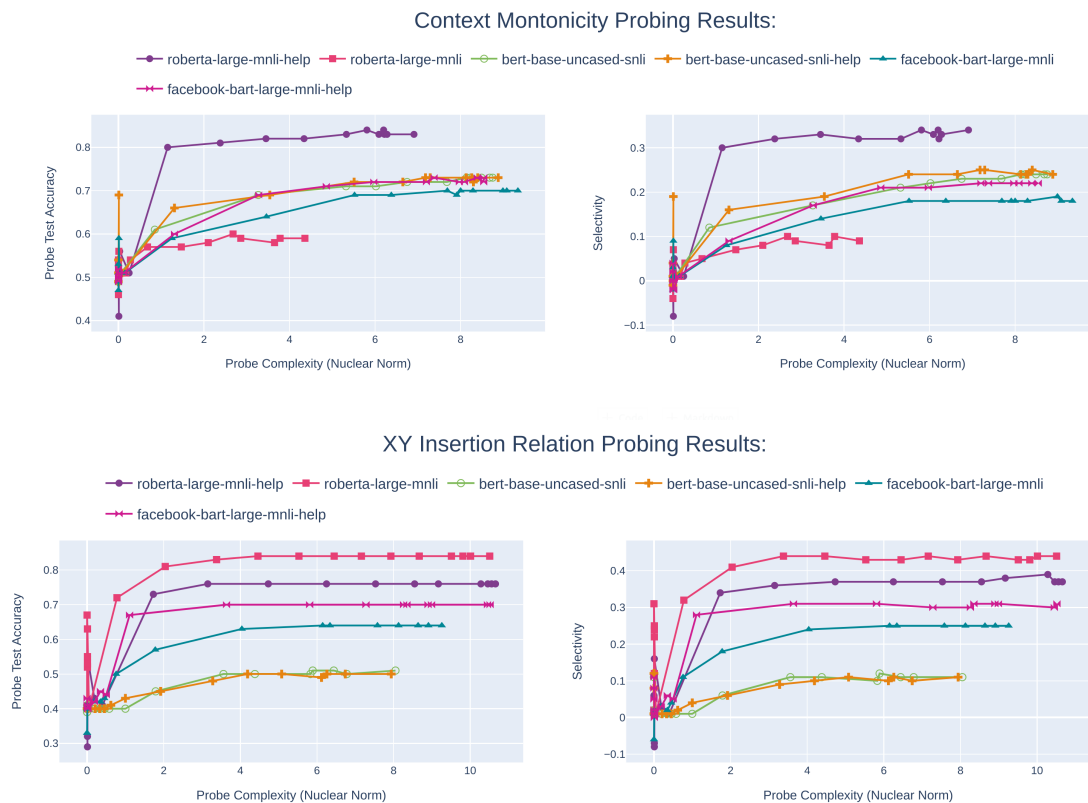 Context Montonicity Probing Results:
roberta-large-mnli-help roberta-large-mnli bert-base-uncased-snli bert-base-uncased-snli-help facebook-bart-large-mnli
facebook-bart-large-mnli-help
Probe Test Accuracy
0.8
0.7
0.6
0.5
0.4
0 2 4 6 8
Probe Complexity (Nuclear Norm)
Selectivity
0.3
0.2
0.1
0
−0.1
0 2 4 6 8
Probe Complexity (Nuclear Norm)
XY Insertion Relation Probing Results:
roberta-large-mnli-help roberta-large-mnli bert-base-uncased-snli bert-base-uncased-snli-help facebook-bart-large-mnli
facebook-bart-large-mnli-help
Probe Test Accuracy
0.8
0.7
0.6
0.5
0.4
0.3
0 2 4 6 8 10
Probe Complexity (Nuclear Norm)
Selectivity
0.4
0.3
0.2
0.1
0
−0.1
0 2 4 6 8 10
Probe Complexity (Nuclear Norm)